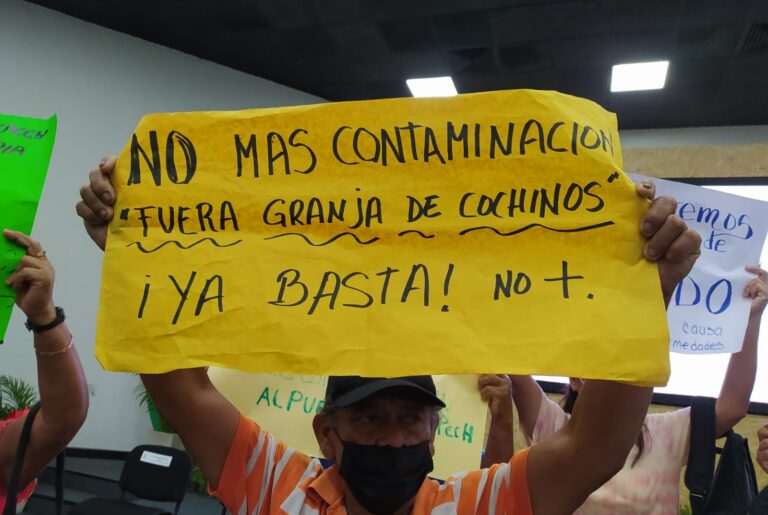 NO MAS CONTAMINACION
"FUERA GRANJA DE COCHINOS"
¡YA BASTA! NO +.